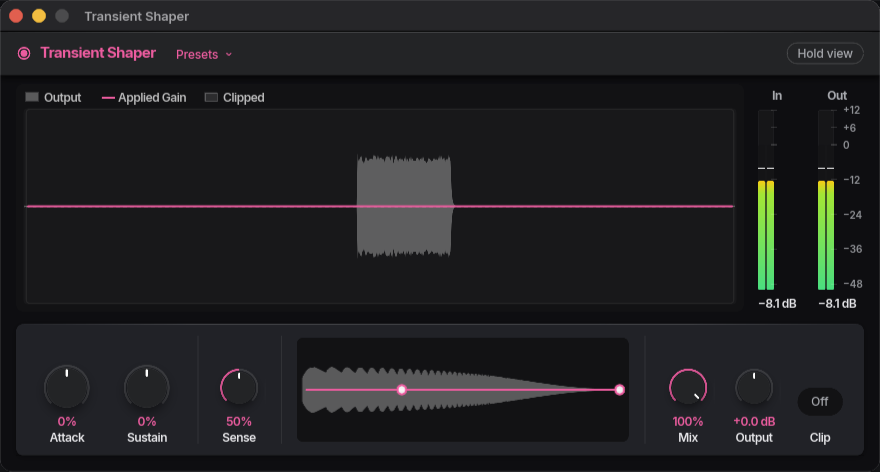 Transient Shaper
Transient Shaper
Presets
Hold view
Output
Applied Gain
Clipped
In
Out
+12
+6
0
−12
−24
−36
−48
−8.1 dB
−8.1 dB
0%
Attack
0%
Sustain
50%
Sense
100%
Mix
+0.0 dB
Output
Off
Clip